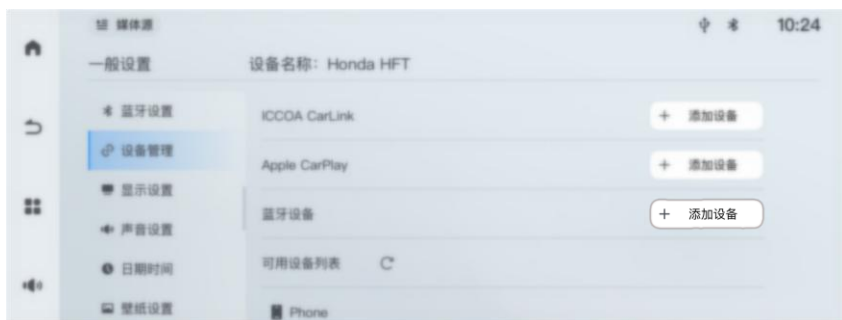 媒体源 10:24
一般设置 设备名称：Honda HFT
蓝牙设置 ICCOA CarLink + 添加设备
设备管理 Apple CarPlay + 添加设备
显示设置
蓝牙设备 + 添加设备
声音设置
日期时间 可用设备列表
壁纸设置 Phone